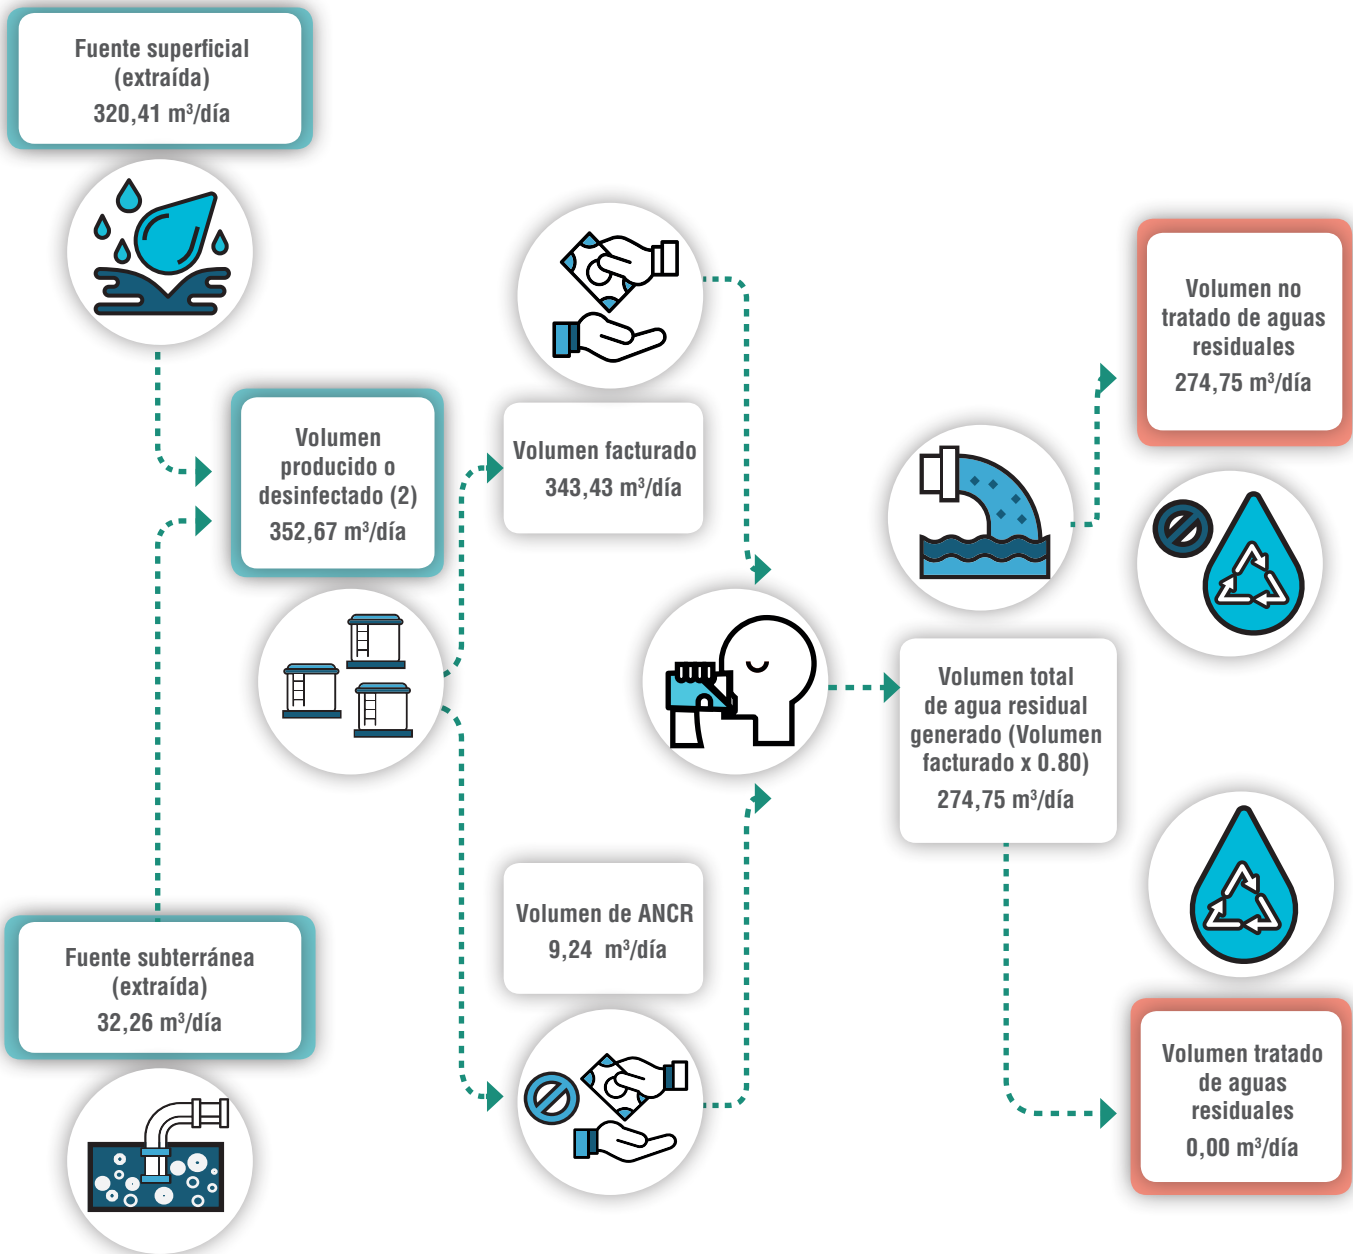 Fuente superficial
(extraída)
320,41 m³/día
Volumen
producido o
desinfectado (2)
352,67 m³/día
Fuente subterránea
(extraída)
32,26 m³/día
Volumen facturado
343,43 m³/día
Volumen de ANCR
9,24 m³/día
Volumen total
de agua residual
generado (Volumen
facturado x 0.80)
274,75 m³/día
Volumen no
tratado de aguas
residuales
274,75 m³/día
Volumen tratado
de aguas
residuales
0,00 m³/día